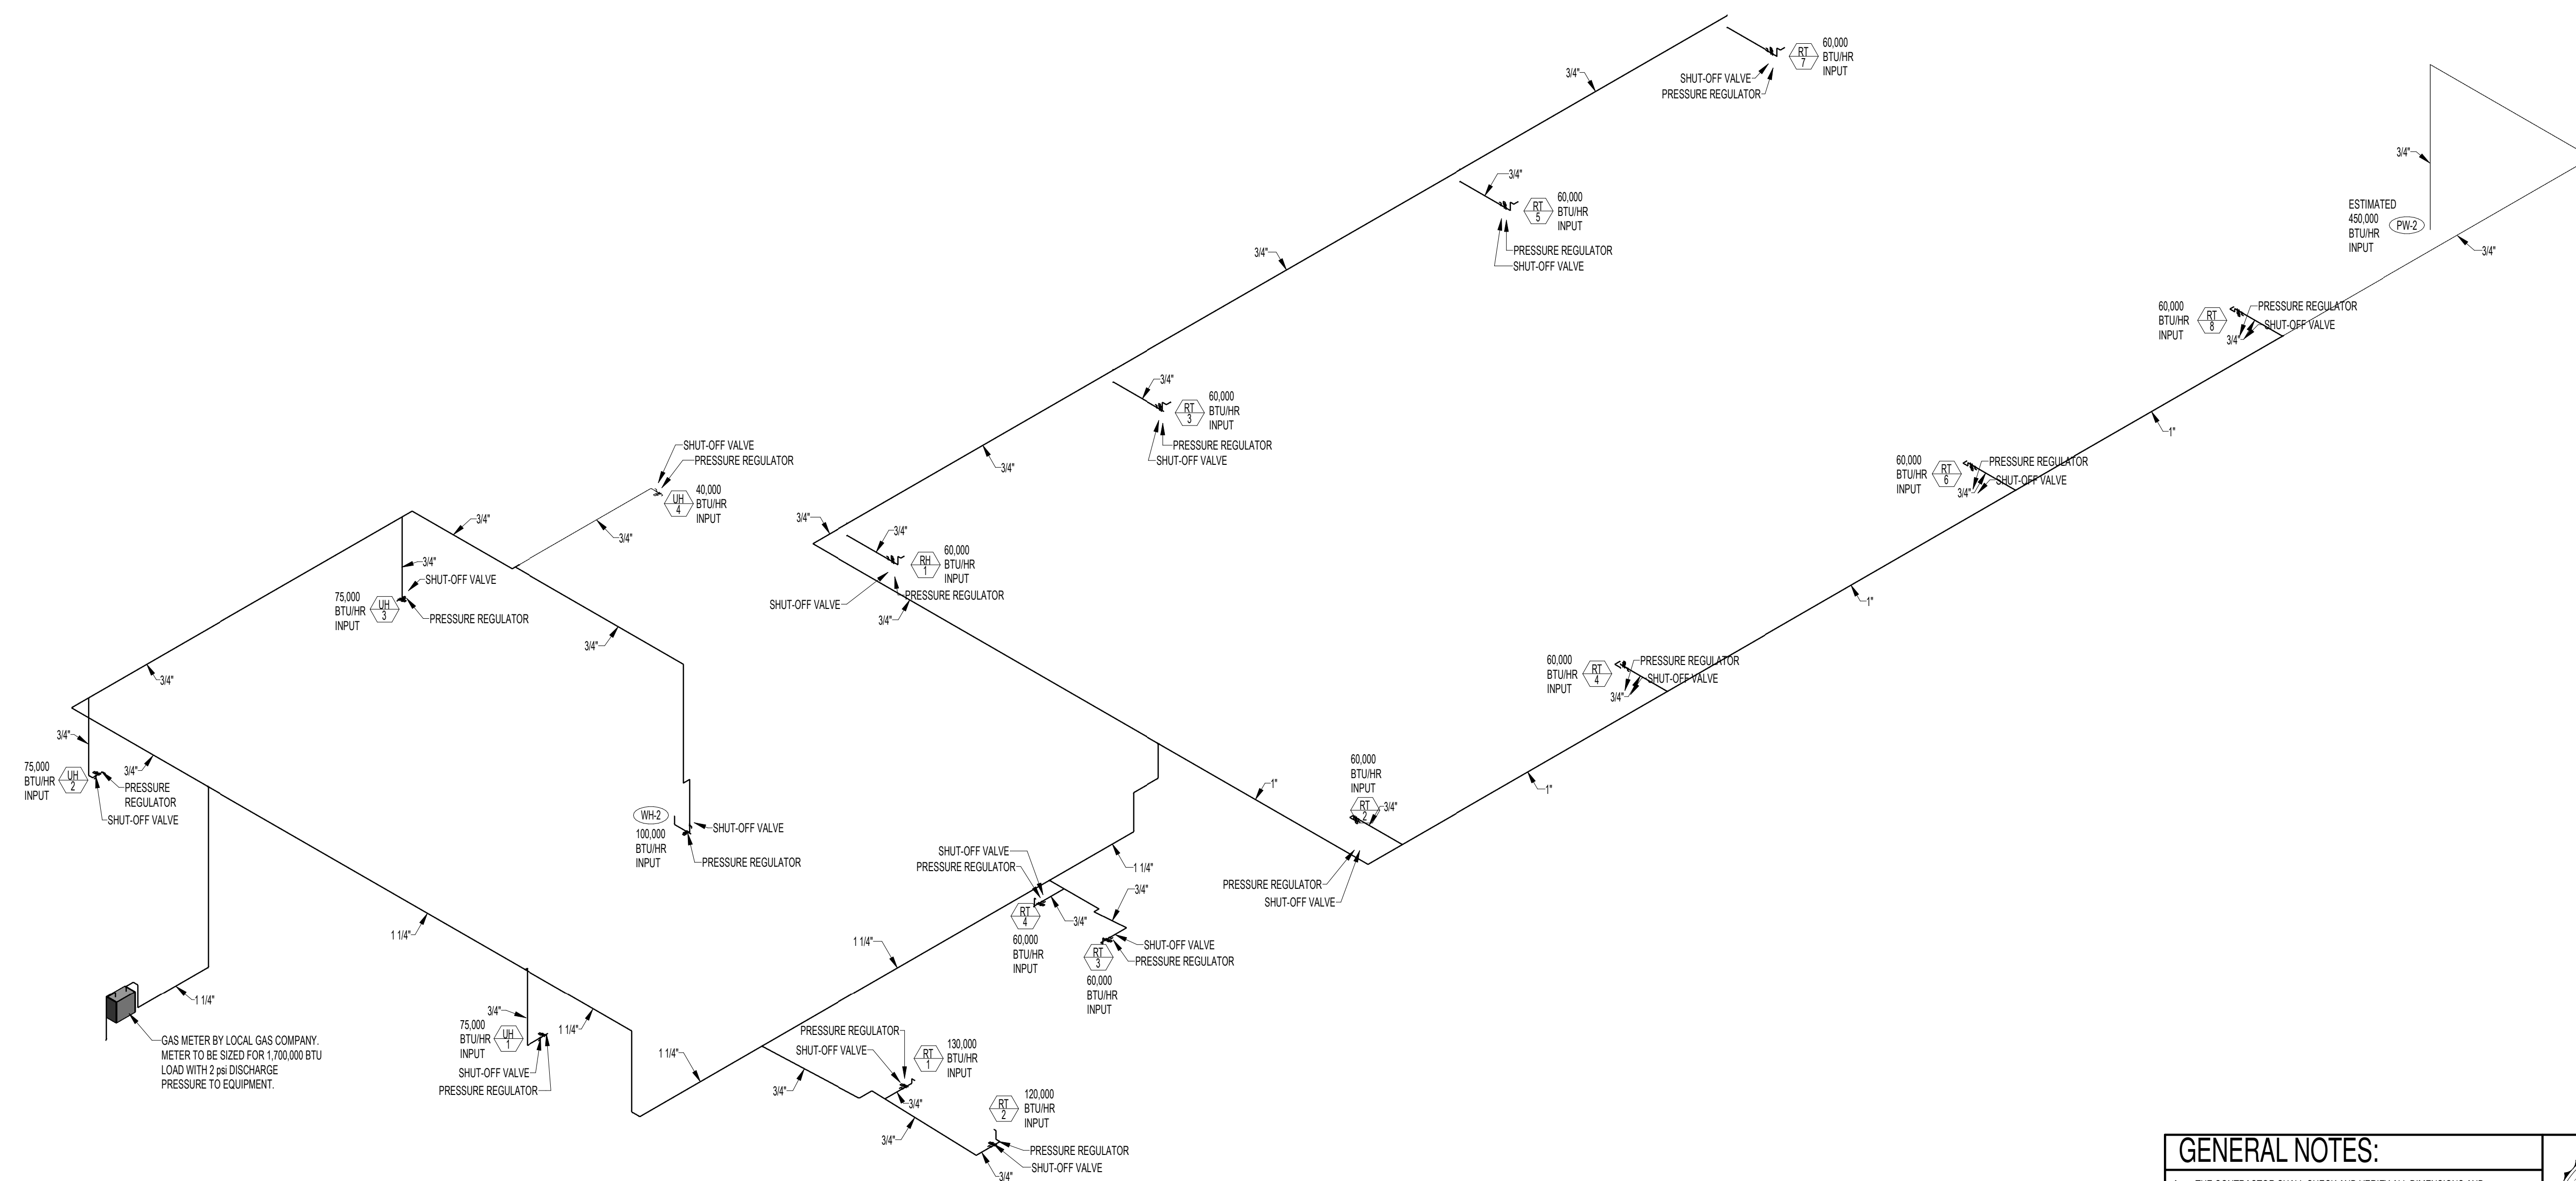 3/4"
SHUT-OFF VALVE
PRESSURE REGULATOR
RT
7
60,000
BTU/HR
INPUT
3/4"
3/4"
RT
5
60,000
BTU/HR
INPUT
PRESSURE REGULATOR
SHUT-OFF VALVE
3/4"
ESTIMATED
450,000
BTU/HR
INPUT
PW-2
3/4"
3/4"
60,000
BTU/HR
INPUT
RT
8
PRESSURE REGULATOR
SHUT-OFF VALVE
3/4"
1"
3/4"
RT
3
60,000
BTU/HR
INPUT
PRESSURE REGULATOR
SHUT-OFF VALVE
3/4"
60,000
BTU/HR
INPUT
RT
6
PRESSURE REGULATOR
SHUT-OFF VALVE
3/4"
1"
SHUT-OFF VALVE
PRESSURE REGULATOR
UH
4
40,000
BTU/HR
INPUT
3/4"
3/4"
3/4"
3/4"
RH
1
60,000
BTU/HR
INPUT
SHUT-OFF VALVE
PRESSURE REGULATOR
3/4"
3/4"
SHUT-OFF VALVE
75,000
BTU/HR
INPUT
UH
3
PRESSURE REGULATOR
3/4"
3/4"
60,000
BTU/HR
INPUT
RT
4
PRESSURE REGULATOR
SHUT-OFF VALVE
3/4"
1"
3/4"
75,000
BTU/HR
INPUT
UH
2
3/4"
PRESSURE
REGULATOR
SHUT-OFF VALVE
WH-2
100,000
BTU/HR
INPUT
SHUT-OFF VALVE
PRESSURE REGULATOR
1"
60,000
BTU/HR
INPUT
RT
2
3/4"
PRESSURE REGULATOR
SHUT-OFF VALVE
SHUT-OFF VALVE
PRESSURE REGULATOR
1 1/4"
3/4"
RT
4
3/4"
60,000
BTU/HR
INPUT
SHUT-OFF VALVE
PRESSURE REGULATOR
RT
3
60,000
BTU/HR
INPUT
1 1/4"
1 1/4"
1 1/4"
GAS METER BY LOCAL GAS COMPANY.
METER TO BE SIZED FOR 1,700,000 BTU
LOAD WITH 2 psi DISCHARGE
PRESSURE TO EQUIPMENT.
3/4"
75,000
BTU/HR
INPUT
UH
1
1 1/4"
SHUT-OFF VALVE
PRESSURE REGULATOR
1 1/4"
PRESSURE REGULATOR
SHUT-OFF VALVE
RT
1
130,000
BTU/HR
INPUT
3/4"
3/4"
RT
2
120,000
BTU/HR
INPUT
3/4"
PRESSURE REGULATOR
SHUT-OFF VALVE
3/4"
GENERAL NOTES: